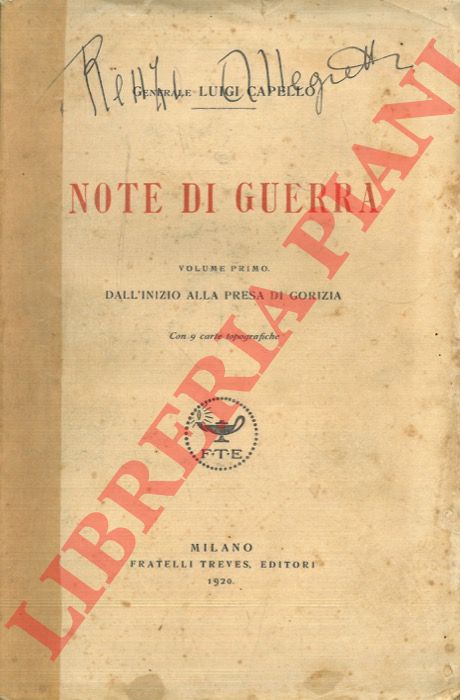 Renzo Allegretti
GENERALE LUIGI CAPELLO
NOTE DI GUERRA
VOLUME PRIMO.
DALL'INIZIO ALLA PRESA DI GORIZIA
Con 9 carte topografiche
F·T·E
MILANO
FRATELLI TREVES, EDITORI
1920.
LIBRERIA PIANI